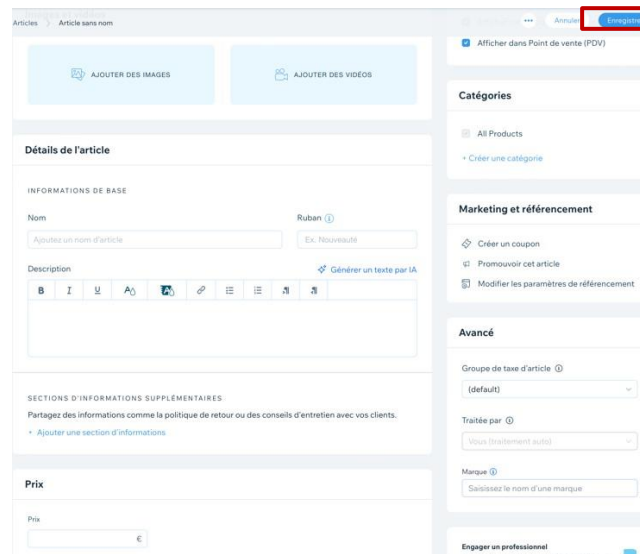 Articles > Article sans nom
••• Annuler Enregistre
Afficher dans Point de vente (PDV)
AJOUTER DES IMAGES
AJOUTER DES VIDÉOS
Détails de l'article
INFORMATIONS DE BASE
Nom
Ajoutez un nom d'article
Ruban
Ex. Nouveauté
Description
Générer un texte par IA
B I U A A
SECTIONS D'INFORMATIONS SUPPLÉMENTAIRES
Partagez des informations comme la politique de retour ou des conseils d'entretien avec vos clients.
+ Ajouter une section d'informations
Prix
Prix
€
Catégories
All Products
+ Créer une catégorie
Marketing et référencement
Créer un coupon
Promouvoir cet article
Modifier les paramètres de référencement
Avancé
Groupe de taxe d'article
(default)
Traitée par
Vous (traitement auto)
Marque
Saisissez le nom d'une marque
Engager un professionnel